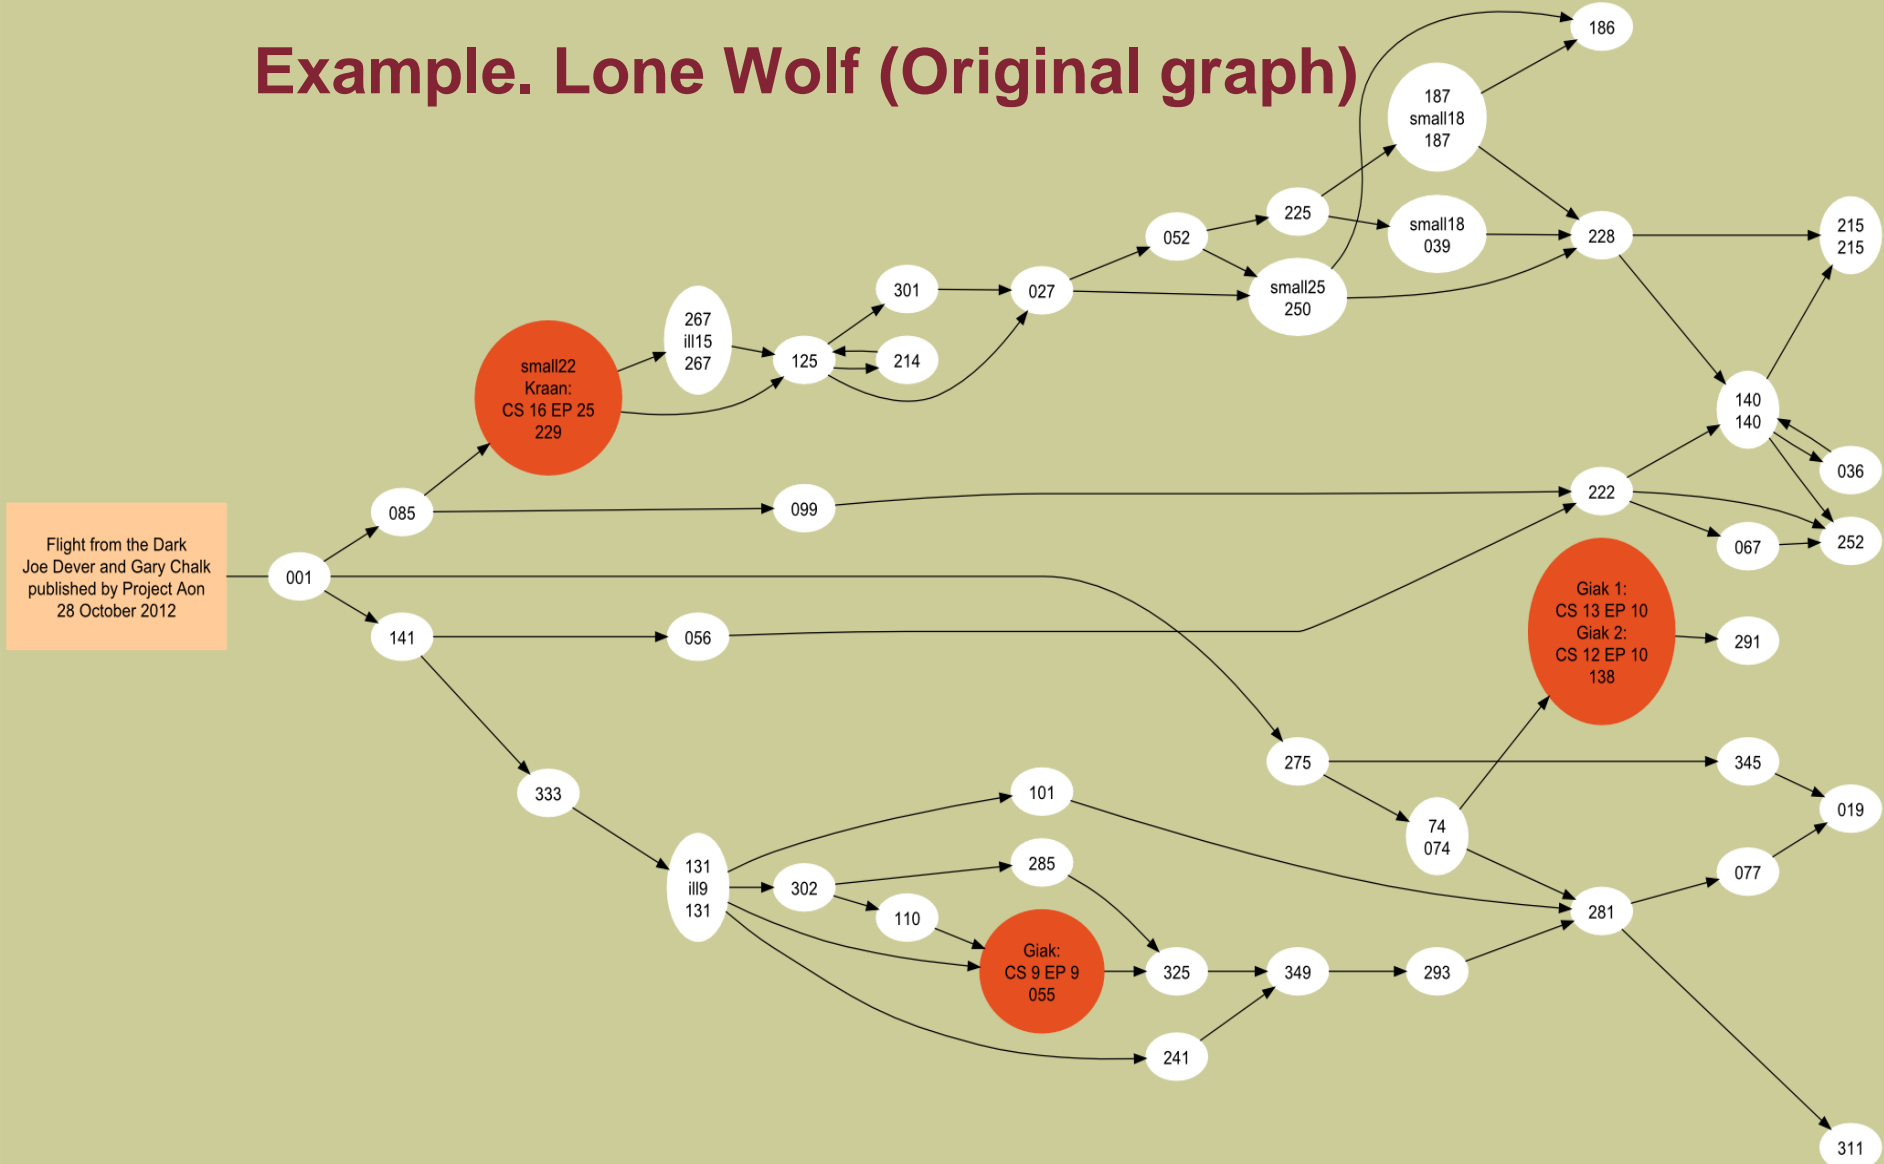 Example. Lone Wolf (Original graph)
186
187
small18
187
225
small18
039
052
228
215
215
small25
250
301
027
267
ill15
267
125
214
small22
Kraan:
CS 16 EP 25
229
140
140
036
085
099
222
067
252
Flight from the Dark
Joe Dever and Gary Chalk
published by Project Aon
28 October 2012
001
141
056
Giak 1:
CS 13 EP 10
Giak 2:
CS 12 EP 10
138
291
275
345
333
101
74
074
019
131
ill9
131
302
285
077
110
281
Giak:
CS 9 EP 9
055
325
349
293
241
311